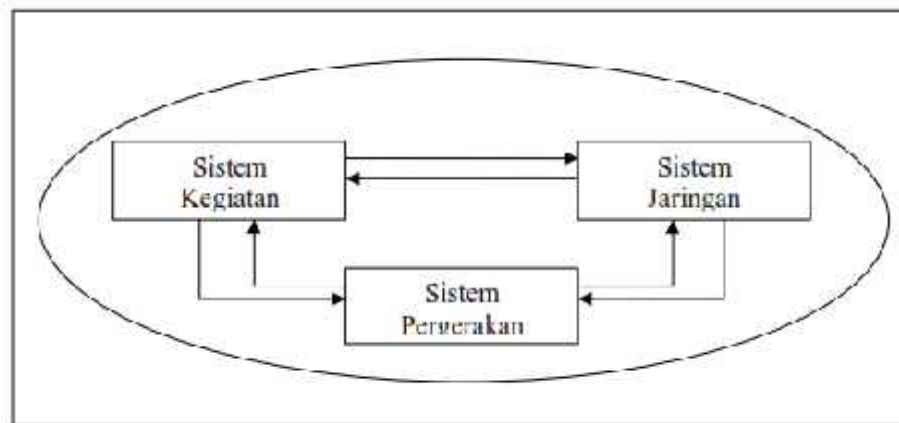 Sistem
Kegiatan
Sistem
Jaringan
Sistem
Pergerakan